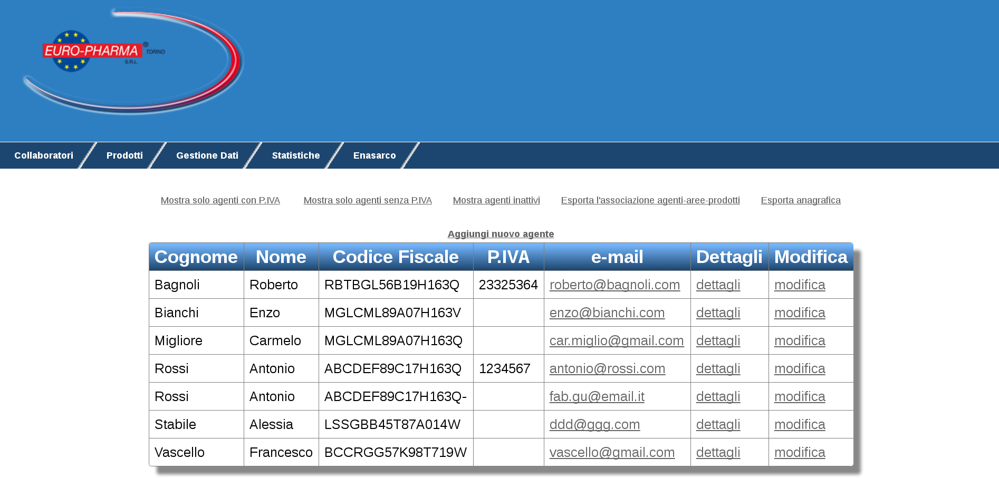 EURO-PHARMA ® TORINO
S.R.L.
Collaboratori Prodotti Gestione Dati Statistiche Enasarco
Mostra solo agenti con P.IVA Mostra solo agenti senza P.IVA Mostra agenti inattivi Esporta l'associazione agenti-aree-prodotti Esporta anagrafica
Aggiungi nuovo agente
Cognome Nome Codice Fiscale P.IVA e-mail Dettagli Modifica
Bagnoli Roberto RBTBGL56B19H163Q 23325364 roberto@bagnoli.com dettagli modifica
Bianchi Enzo MGLCML89A07H163V enzo@bianchi.com dettagli modifica
Migliore Carmelo MGLCML89A07H163Q car.miglio@gmail.com dettagli modifica
Rossi Antonio ABCDEF89C17H163Q 1234567 antonio@rossi.com dettagli modifica
Rossi Antonio ABCDEF89C17H163Q- fab.gu@email.it dettagli modifica
Stabile Alessia LSSGBB45T87A014W ddd@ggg.com dettagli modifica
Vascello Francesco BCCRGG57K98T719W vascello@gmail.com dettagli modifica